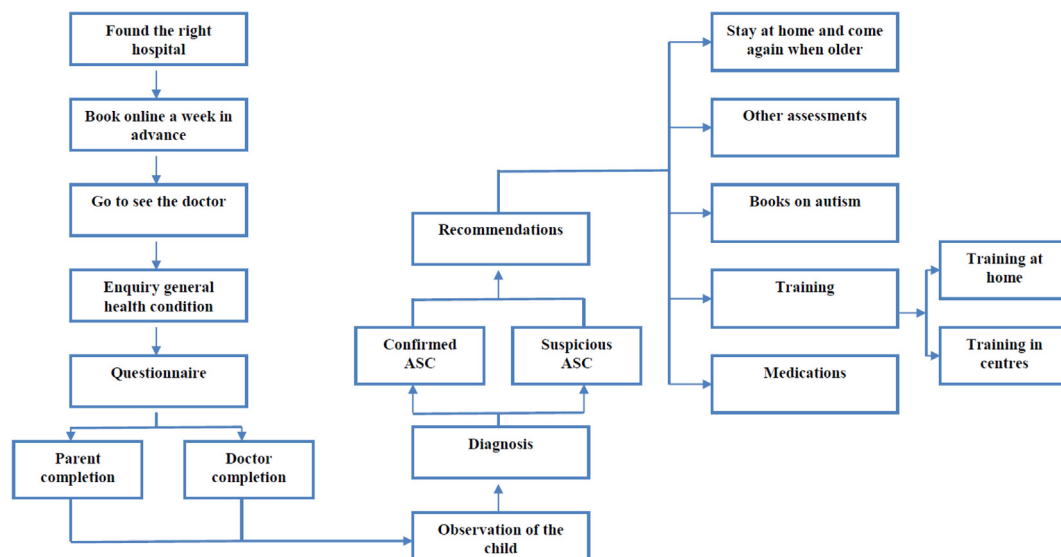 Found the right
hospital
Book online a week in
advance
Go to see the doctor
Enquiry general
health condition
Questionnaire
Parent
completion
Doctor
completion
Observation of the
child
Diagnosis
Confirmed
ASC
Suspicious
ASC
Recommendations
Stay at home and come
again when older
Other assessments
Books on autism
Training
Training at
home
Training in
centres
Medications